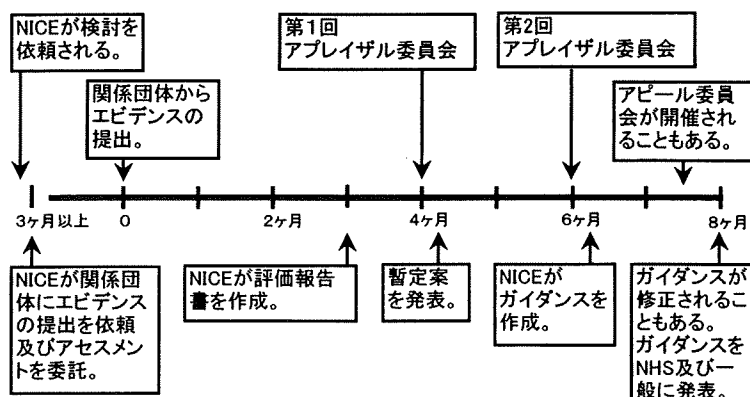 NICEが検討を
依頼される。
関係団体から
エビデンスの
提出。
第1回
アプレイザル委員会
第2回
アプレイザル委員会
アピール委員
会が開催され
ることもある。
3ヶ月以上
0
2ヶ月
4ヶ月
6ヶ月
8ヶ月
NICEが関係団
体にエビデンス
の提出を依頼
及びアセスメン
トを委託。
NICEが評価報告
書を作成。
暫定案
を発表。
NICEが
ガイダンスを
作成。
ガイダンスが
修正されるこ
ともある。
ガイダンスを
NHS及び一
般に発表。